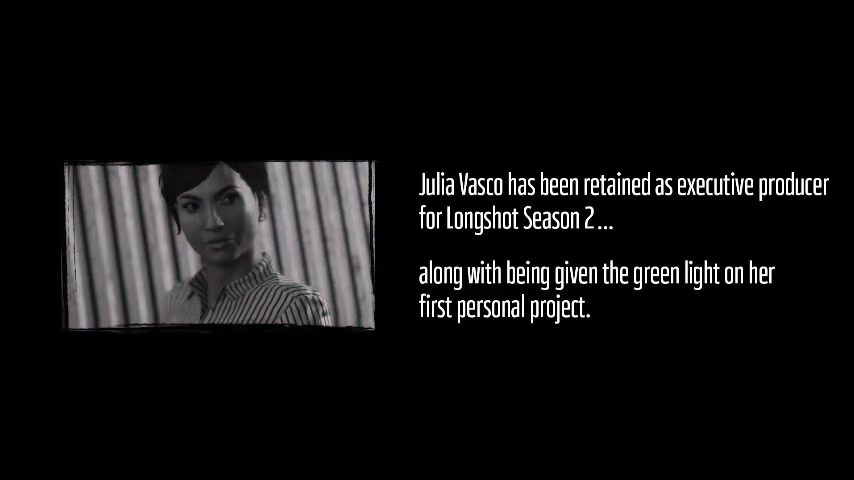 Julia Vasco has been retained as executive producer
for Longshot Season 2...
along with being given the green light on her
first personal project.